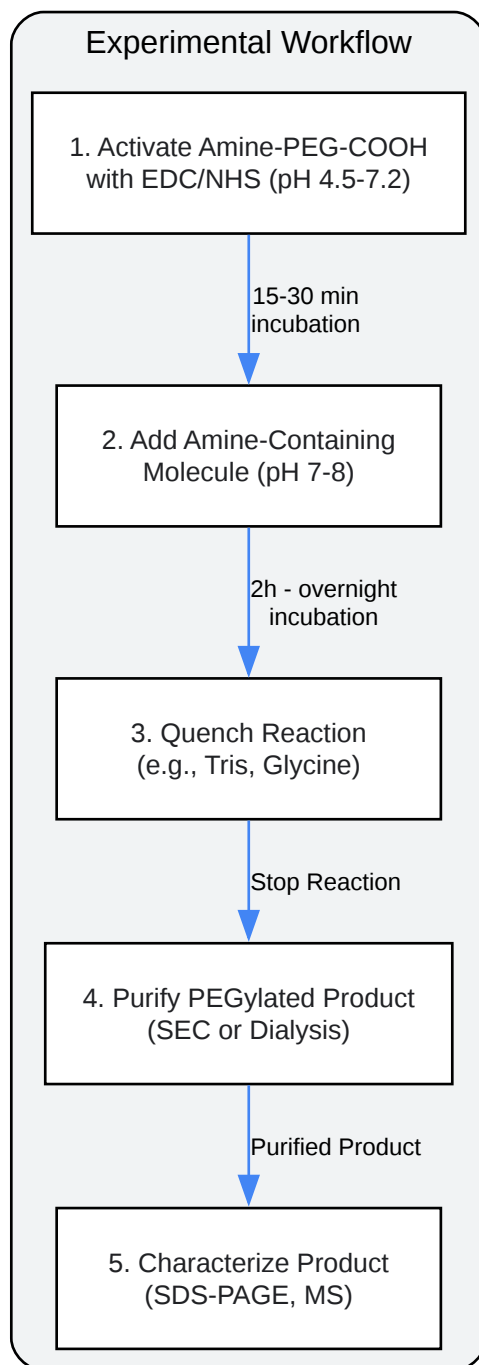 Experimental Workflow
1. Activate Amine-PEG-COOH
with EDC/NHS (pH 4.5-7.2)
15-30 min
incubation
2. Add Amine-Containing
Molecule (pH 7-8)
2h - overnight
incubation
3. Quench Reaction
(e.g., Tris, Glycine)
Stop Reaction
4. Purify PEGylated Product
(SEC or Dialysis)
Purified Product
5. Characterize Product
(SDS-PAGE, MS)